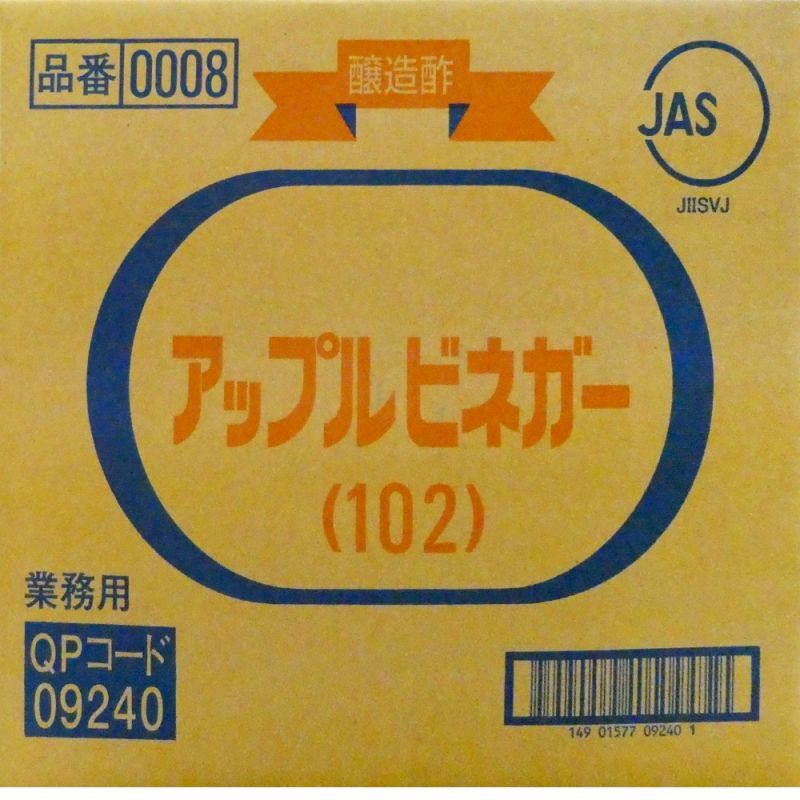 品番 0008
醸造酢
JAS
JIISVJ
アップルビネガー
(102)
業務用
QPコード
09240
149 01577 09240 1